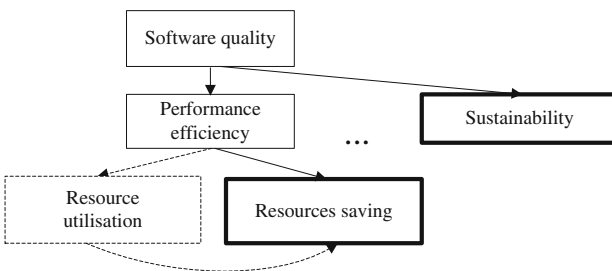 Software quality
Performance
efficiency
...
Sustainability
Resource
utilisation
Resources saving